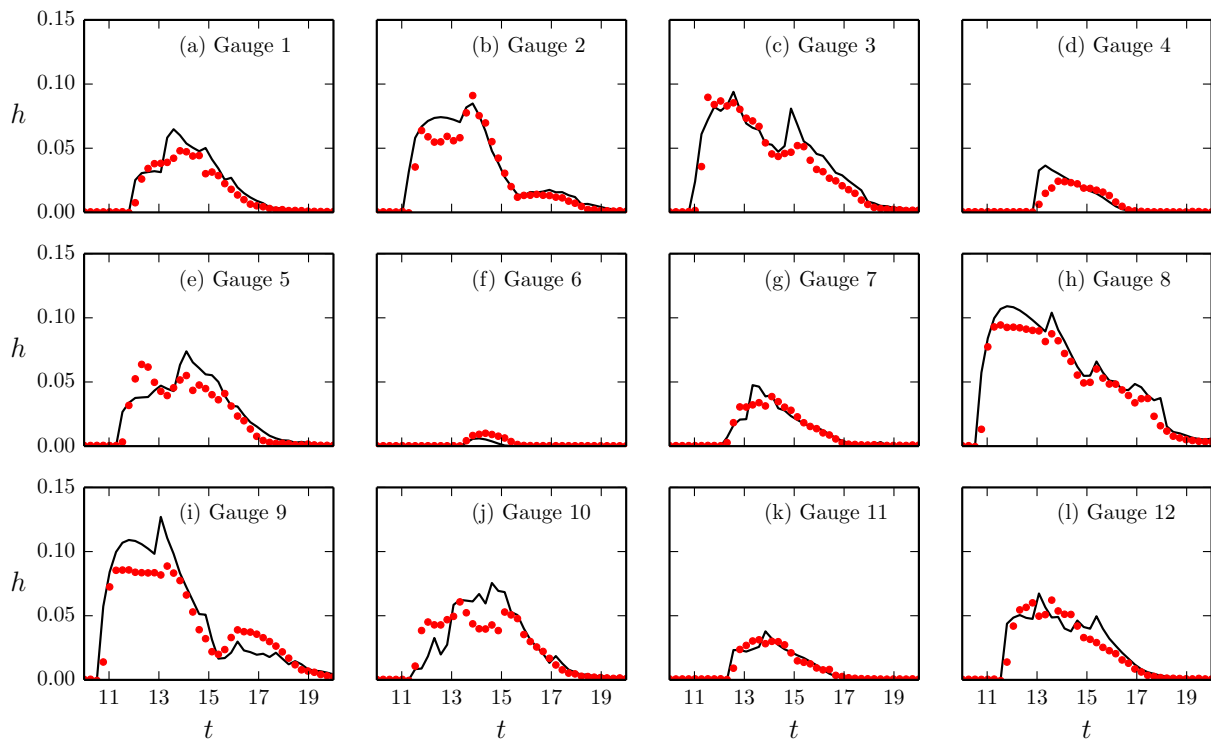 0.15
(a) Gauge 1
(b) Gauge 2
(c) Gauge 3
(d) Gauge 4
0.10
h
0.05
0.00
0.15
(e) Gauge 5
(f) Gauge 6
(g) Gauge 7
(h) Gauge 8
0.10
h
0.05
0.00
0.15
(i) Gauge 9
(j) Gauge 10
(k) Gauge 11
(l) Gauge 12
0.10
h
0.05
0.00
11 13 15 17 19 11 13 15 17 19 11 13 15 17 19 11 13 15 17 19
t t t t